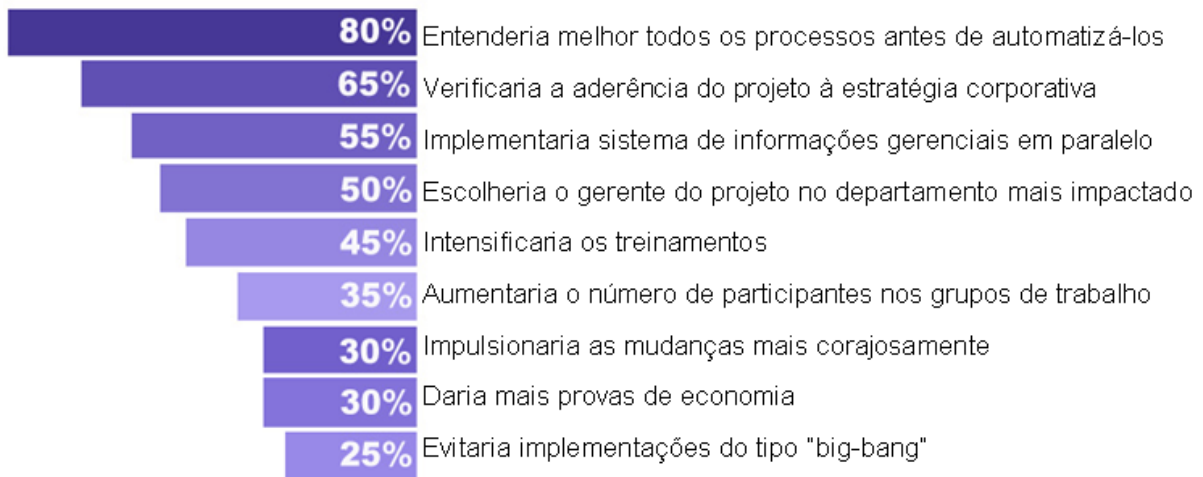 80% Entenderia melhor todos os processos antes de automatizá-los
65% Verificaria a aderência do projeto à estratégia corporativa
55% Implementaria sistema de informações gerenciais em paralelo
50% Escolheria o gerente do projeto no departamento mais impactado
45% Intensificaria os treinamentos
35% Aumentaria o número de participantes nos grupos de trabalho
30% Impulsionaria as mudanças mais corajosamente
30% Daria mais provas de economia
25% Evitaria implementações do tipo "big-bang"